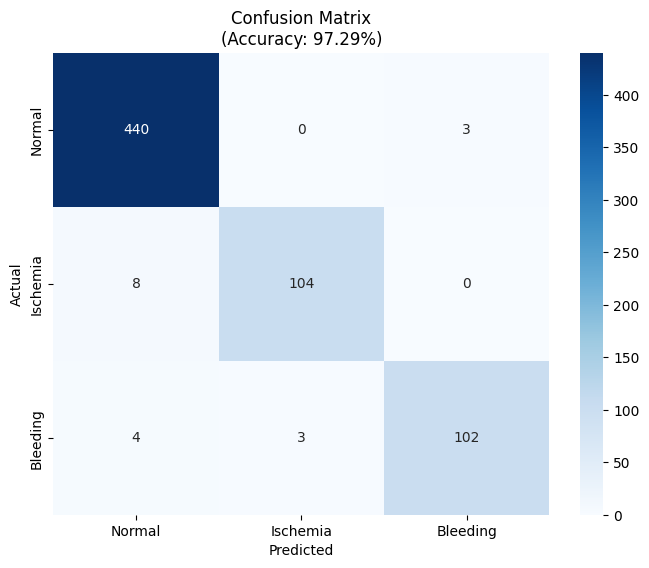 Confusion Matrix
(Accuracy: 97.29%)
Actual
Normal
440 0 3
Ischemia
8 104 0
Bleeding
4 3 102
Normal Ischemia Bleeding
Predicted
400
350
300
250
200
150
100
50
0